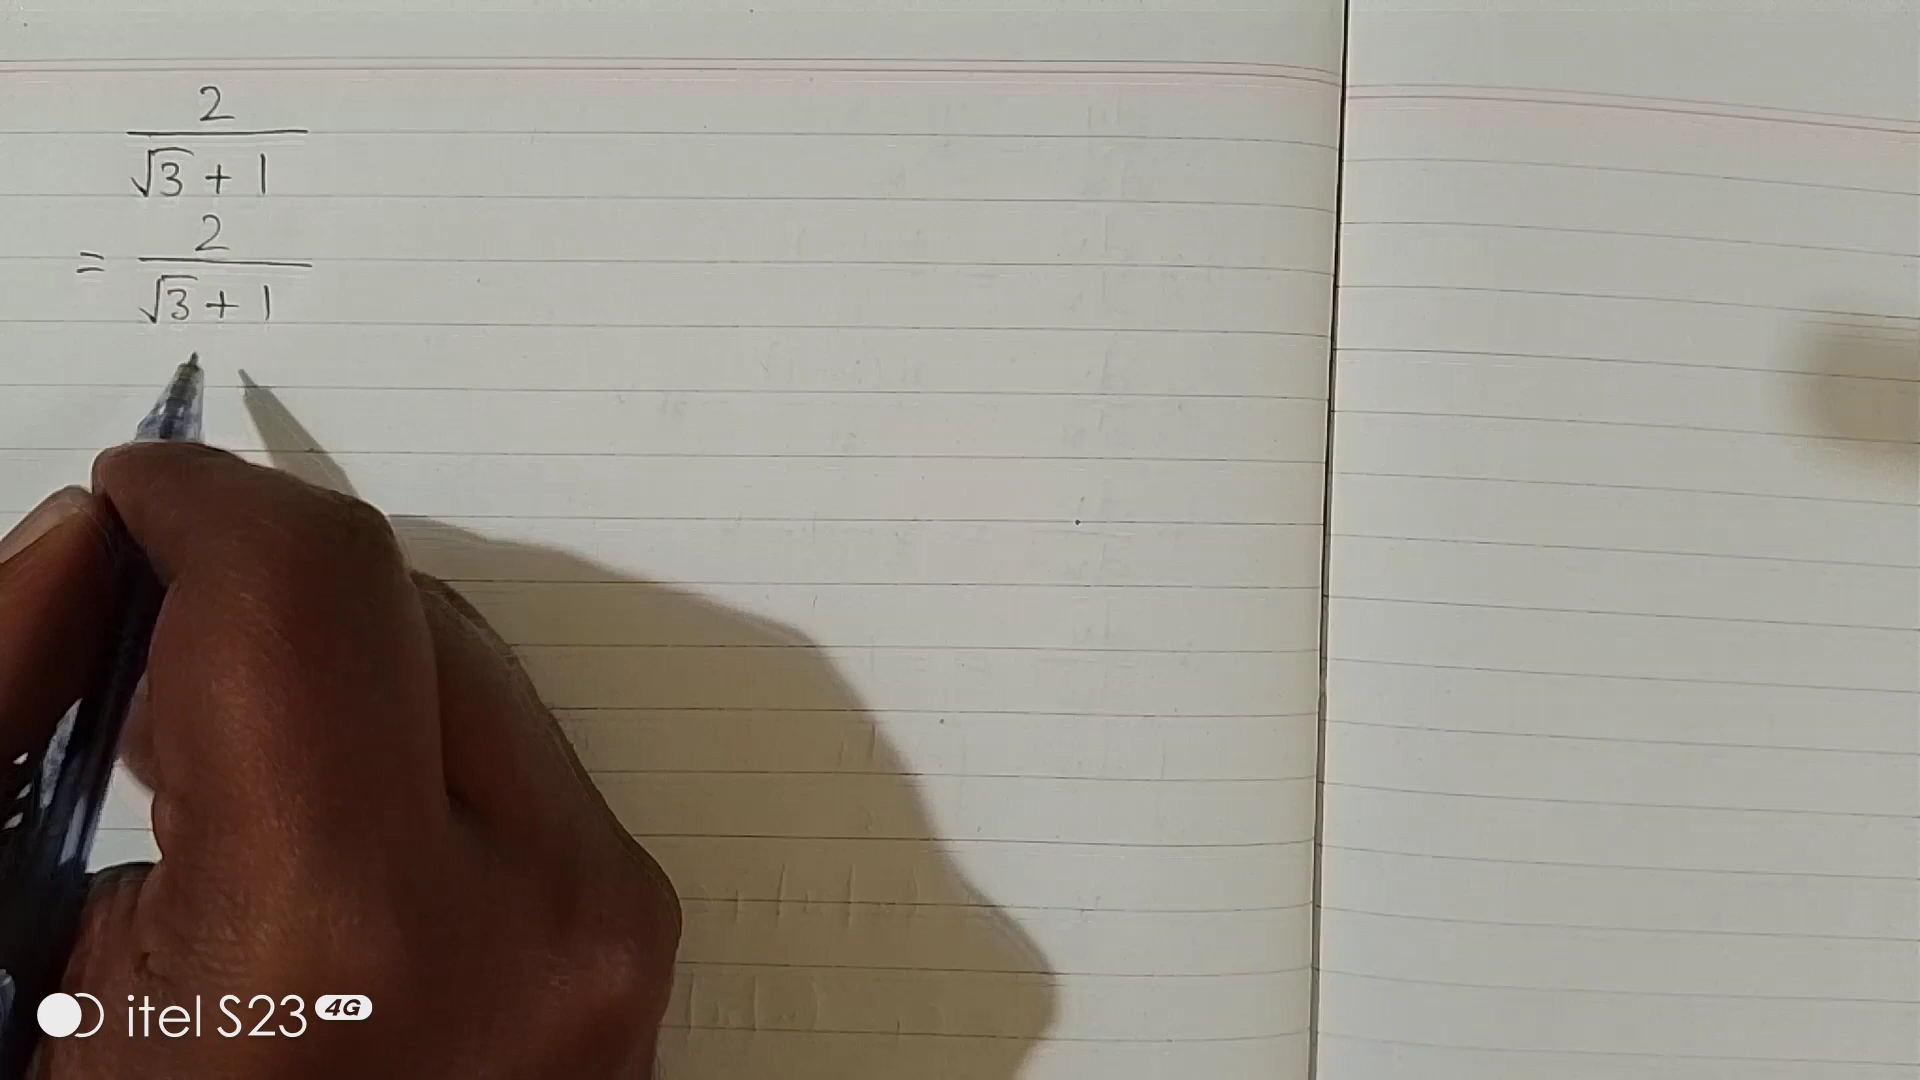 2
√3 + 1
= 2
√3 + 1
itel S23 4G